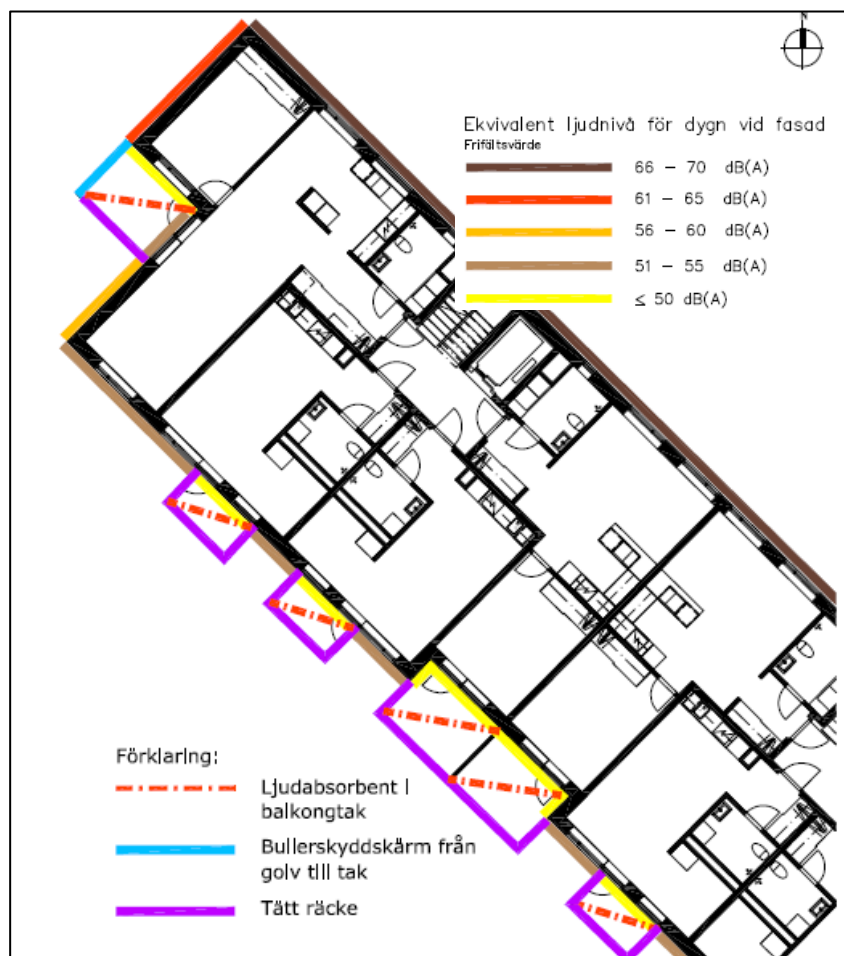 N
Ekvivalent ljudnivå för dygn vid fasad
Frifältsvärde
66 – 70 dB(A)
61 – 65 dB(A)
56 – 60 dB(A)
51 – 55 dB(A)
≤ 50 dB(A)
Förklaring:
Ljudabsorbent i
balkongtak
Bullerskyddskärm från
golv till tak
Tätt räcke